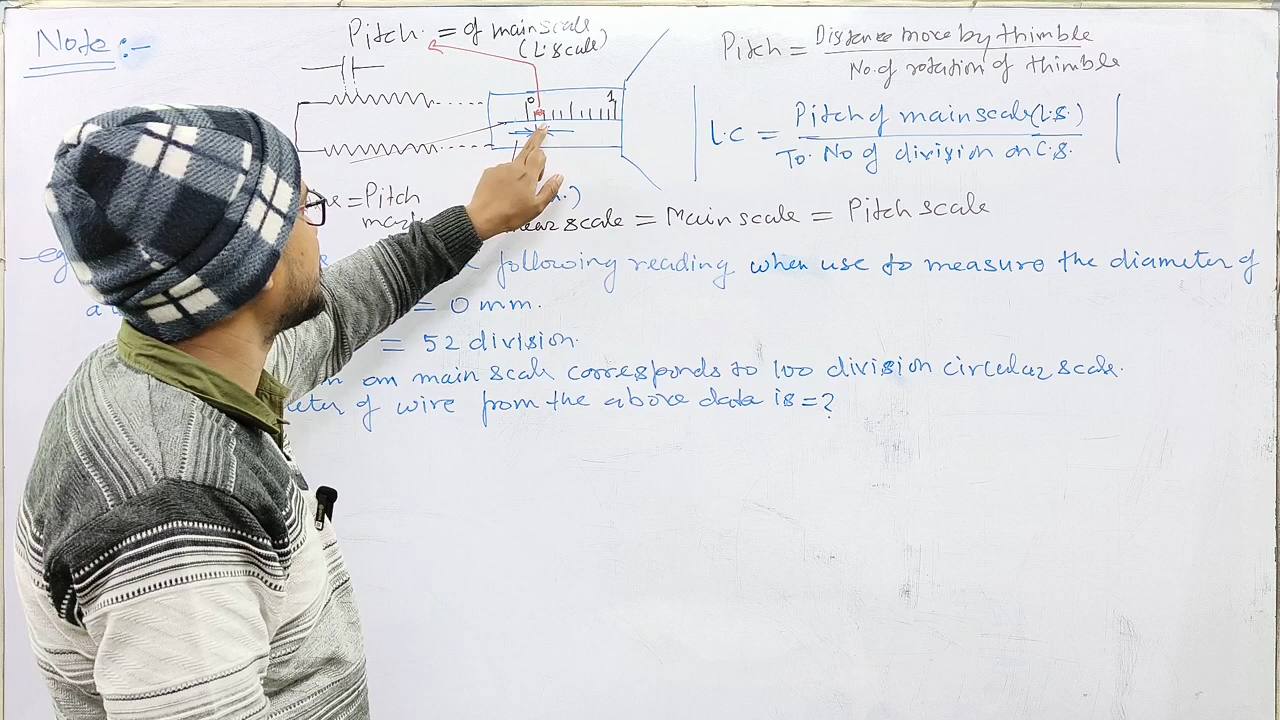 Note:-
Pitch. = of main scale
(L. scale)
0 1
Pitch = Distance move by thimble
No. of rotation of thimble
L.C = Pitch of main scale (L.S.)
To. No of division on C.S.
= Pitch
scale = Main scale = Pitch scale
eg following reading when use to measure the diameter of
a = 0 mm.
= 52 division.
on main scale corresponds to 100 division circular scale.
of wire from the above data is = ?